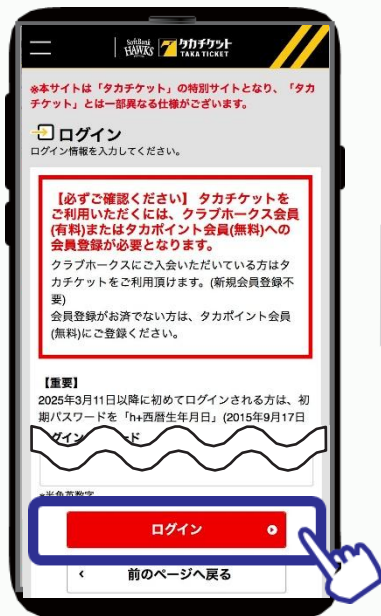 SoftBank HAWKS タカチケット TAKA TICKET
※本サイトは「タカチケット」の特別サイトとなり、「タカ
チケット」とは一部異なる仕様がございます。
ログイン
ログイン情報を入力してください。
【必ずご確認ください】 タカチケットを
ご利用いただくには、クラブホークス会員
(有料)またはタカポイント会員(無料)への
会員登録が必要となります。
クラブホークスにご入会いただいている方はタ
カチケットをご利用頂けます。(新規会員登録不
要)
会員登録がお済でない方は、タカポイント会員
(無料)にご登録ください。
【重要】
2025年3月11日以降に初めてログインされる方は、初
期パスワードを「h+西暦生年月日」(2015年9月17日
ログイン
ログイン
前のページへ戻る